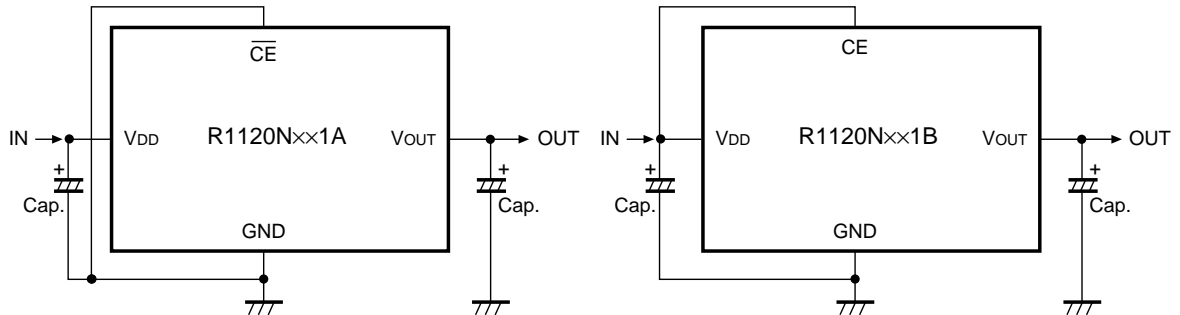 CE
IN
VDD
R1120N××1A
VOUT
OUT
+
Cap.
+
Cap.
GND
CE
IN
VDD
R1120N××1B
VOUT
OUT
+
Cap.
+
Cap.
GND